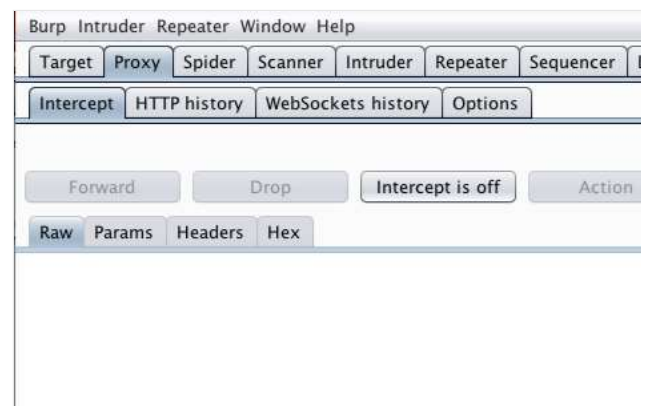 Burp Intruder Repeater Window Help
Target Proxy Spider Scanner Intruder Repeater Sequencer
Intercept HTTP history WebSockets history Options
Forward Drop Intercept is off Action
Raw Params Headers Hex